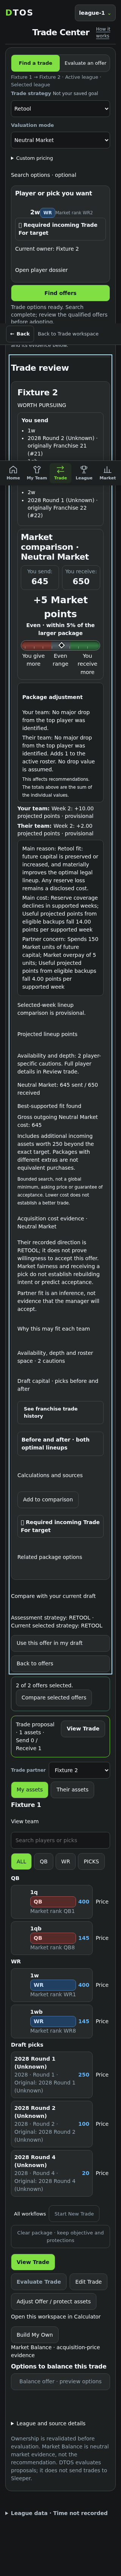 DTOS
league-1
Trade Center
How it
works
Find a trade
Evaluate an offer
Fixture 1 → Fixture 2 · Active league ·
Selected league
Trade strategy Not your saved goal
Retool
Valuation mode
Neutral Market
▸ Custom pricing
Search options · optional
Player or pick you want
2w WR Market rank WR2
Required incoming Trade
For target
Current owner: Fixture 2
Open player dossier
Find offers
Trade options ready. Search
complete; review the qualified offers
before adopting.
← Back
Back to Trade workspace
Trade review
Fixture 2
WORTH PURSUING
You send
• 1w
• 2028 Round 2 (Unknown) ·
originally Franchise 21
(#21)
Home
My Team
Trade
League
Market
• 2w
• 2028 Round 1 (Unknown) ·
originally Franchise 22
(#22)
Market
comparison ·
Neutral Market
You send:
645
You receive:
650
+5 Market
points
Even · within 5% of the
larger package
You give
more
Even
range
You
receive
more
Package adjustment
Your team: No major drop
from the top player was
identified.
Their team: No major drop
from the top player was
identified. Adds 1 to the
active roster. No drop value
is assumed.
This affects recommendations.
The totals above are the sum of
the individual values.
Your team: Week 2: +10.00
projected points · provisional
Their team: Week 2: +2.00
projected points · provisional
Main reason: Retool fit:
future capital is preserved or
increased, and materially
improves the optimal legal
lineup. Any reserve loss
remains a disclosed cost.
Main cost: Reserve coverage
declines in supported weeks;
Useful projected points from
eligible backups fall 14.00
points per supported week
Partner concern: Spends 150
Market units of future
capital; Market overpay of 5
units; Useful projected
points from eligible backups
fall 4.00 points per
supported week
Selected-week lineup
comparison is provisional.
Projected lineup points
Availability and depth: 2 player-
specific cautions. Full player
details in Review trade.
Neutral Market: 645 sent / 650
received
Best-supported fit found
Gross outgoing Neutral Market
cost: 645
Includes additional incoming
assets worth 250 beyond the
exact target. Packages with
different extras are not
equivalent purchases.
Bounded search, not a global
minimum, asking price or guarantee of
acceptance. Lower cost does not
establish a better trade.
Acquisition cost evidence ·
Neutral Market
Their recorded direction is
RETOOL; it does not prove
willingness to accept this offer.
Market fairness and receiving a
pick do not establish rebuilding
intent or predict acceptance.
Partner fit is an inference, not
evidence that the manager will
accept.
Why this may fit each team
Availability, depth and roster
space · 2 cautions
Draft capital · picks before and
after
See franchise trade
history
Before and after · both
optimal lineups
Calculations and sources
Add to comparison
Required incoming Trade
For target
Related package options
Compare with your current draft
Assessment strategy: RETOOL ·
Current selected strategy: RETOOL
Use this offer in my draft
Back to offers
2 of 2 offers selected.
Compare selected offers
Trade proposal
· 1 assets ·
Send 0 /
Receive 1
View Trade
Trade partner
Fixture 2
My assets
Their assets
Fixture 1
View team
Search players or picks
ALL
QB
WR
PICKS
QB
1q
QB 400 Price
Market rank QB1
1qb
QB 145 Price
Market rank QB8
WR
1w
WR 400 Price
Market rank WR1
1wb
WR 145 Price
Market rank WR8
Draft picks
2028 Round 1
(Unknown)
2028 · Round 1 · 250 Price
Original: 2028 Round 1
(Unknown)
2028 Round 2
(Unknown)
2028 · Round 2 · 100 Price
Original: 2028 Round 2
(Unknown)
2028 Round 4
(Unknown)
2028 · Round 4 · 20 Price
Original: 2028 Round 4
(Unknown)
All workflows
Start New Trade
Clear package · keep objective and
protections
View Trade
Evaluate Trade
Edit Trade
Adjust Offer / protect assets
Open this workspace in Calculator
Build My Own
Market Balance · acquisition-price
evidence
Options to balance this trade
Balance offer · preview options
▸ League and source details
Ownership is revalidated before
evaluation. Market Balance is neutral
market evidence, not the
recommendation. DTOS evaluates
proposals; it does not send trades to
Sleeper.
▸ League data · Time not recorded